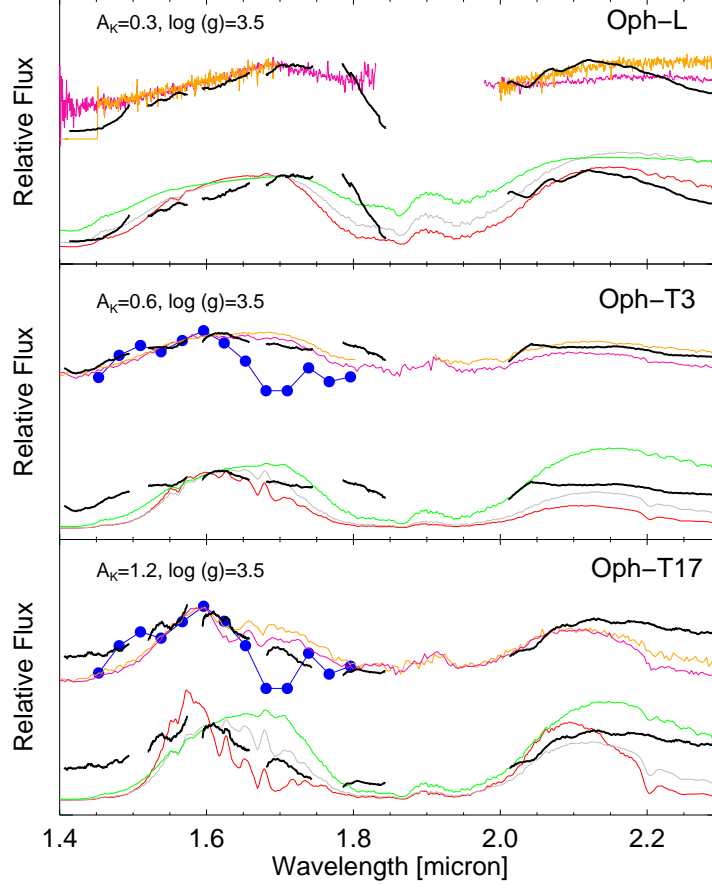 A_K=0.3, log (g)=3.5
Oph−L
Relative Flux
A_K=0.6, log (g)=3.5
Oph−T3
Relative Flux
A_K=1.2, log (g)=3.5
Oph−T17
Relative Flux
1.4 1.6 1.8 2.0 2.2
Wavelength [micron]